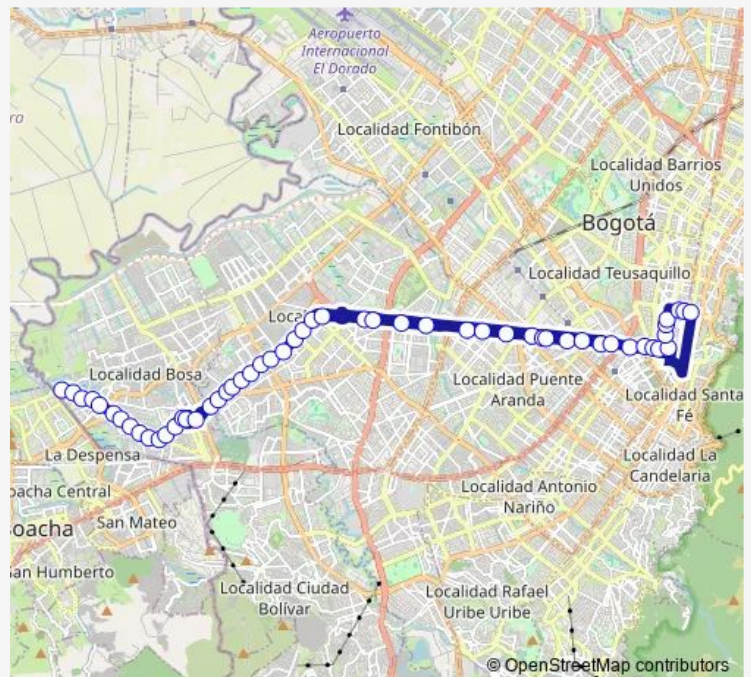 Aeropuerto
Internacional
El Dorado
Localidad Fontibón
Localidad Barrios
Unidos
Bogotá
Localidad Teusaquillo
Loca
Localidad Bosa
Localidad Puente
Aranda
Localidad Santa
Fé
La Despensa
Localidad La
Candelaria
oacha Central
Localidad Antonio
Nariño
San Mateo
oacha
an Humberto
Localidad Ciudad
Bolívar
Localidad Rafael
Uribe Uribe
© OpenStreetMap contributors